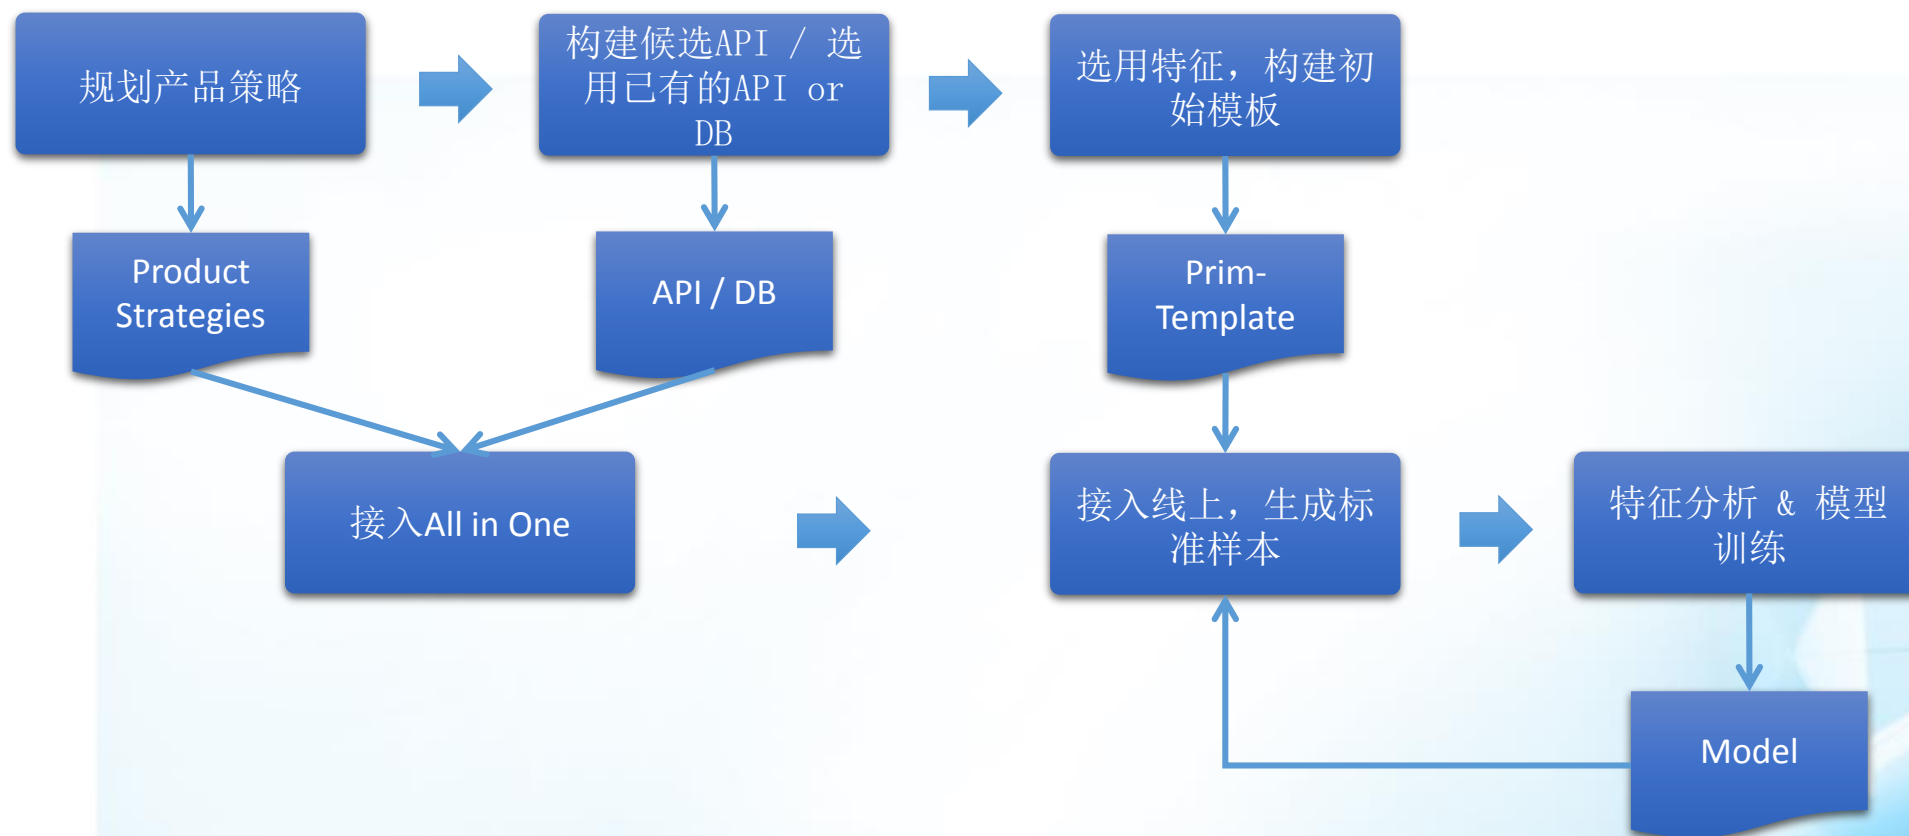 规划产品策略
构建候选API / 选
用已有的API or
DB
选用特征，构建初
始模板
Product
Strategies
API / DB
Prim-
Template
接入All in One
接入线上，生成标
准样本
特征分析 & 模型
训练
Model